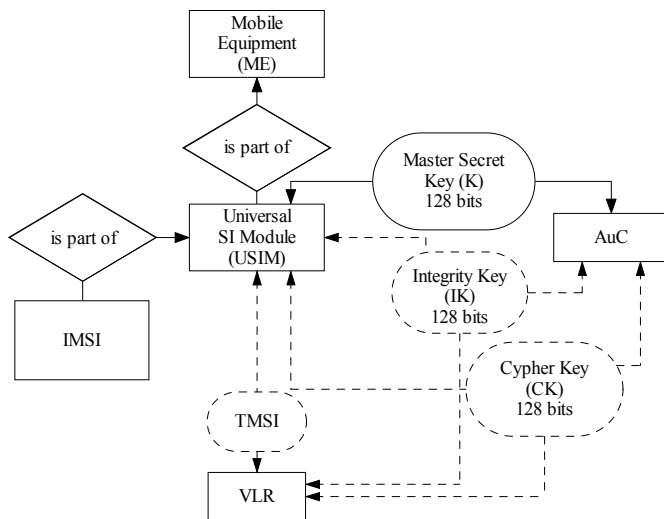 Mobile
Equipment
(ME)
is part of
Master Secret
Key (K)
128 bits
is part of
Universal
SI Module
(USIM)
AuC
Integrity Key
(IK)
128 bits
IMSI
Cypher Key
(CK)
128 bits
TMSI
VLR